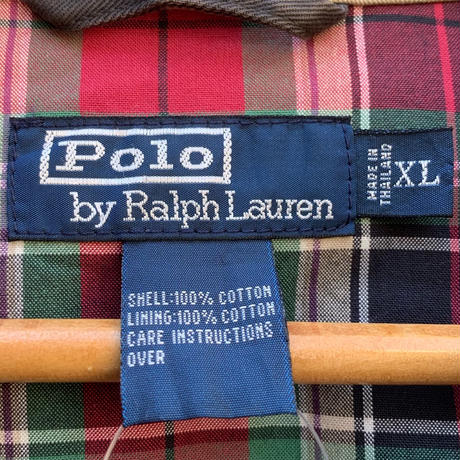 Polo
by Ralph Lauren
MADE IN
THAILAND
XL
SHELL:100% COTTON
LINING:100% COTTON
CARE INSTRUCTIONS
OVER